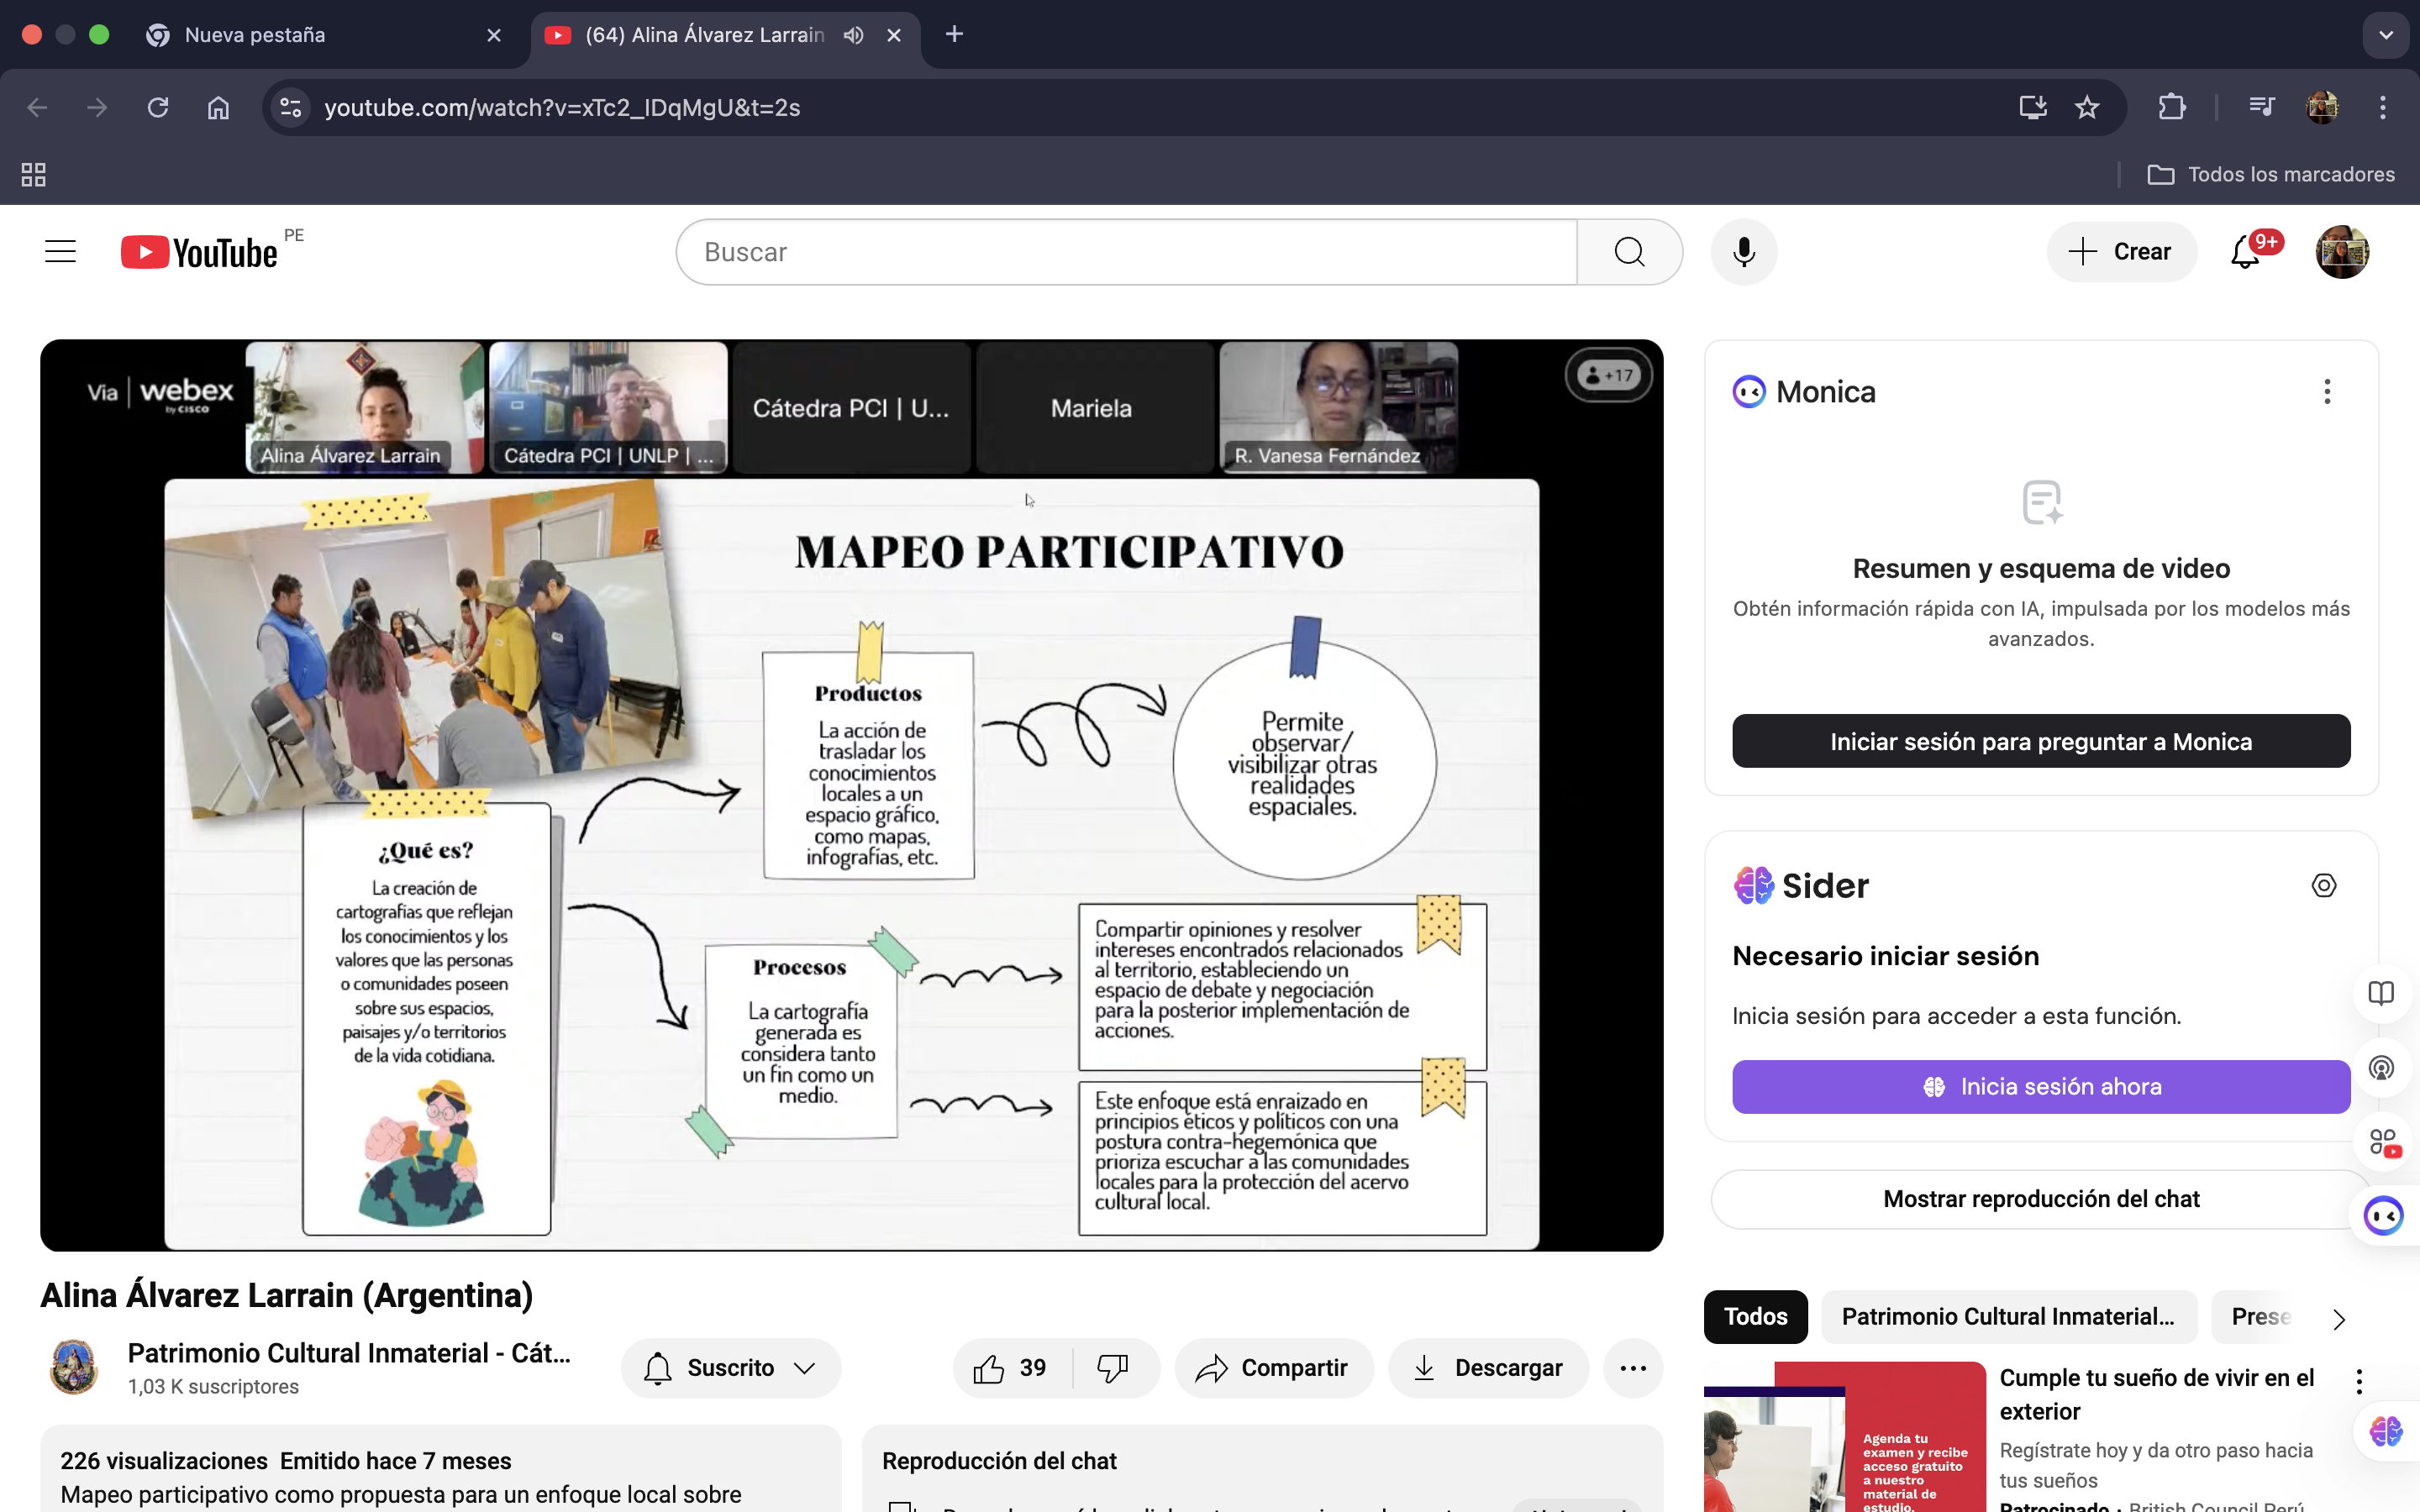 Nueva pestaña
(64) Alina Álvarez Larrain
youtube.com/watch?v=xTc2_IDqMgU&t=2s
Todos los marcadores
YouTube PE
Buscar
Crear
9+
Via | webex
by CISCO
Alina Álvarez Larrain
Cátedra PCI | UNLP | ...
Cátedra PCI | U...
Mariela
R. Vanesa Fernández
+17
MAPEO PARTICIPATIVO
Productos
La acción de
trasladar los
conocimientos
locales a un
espacio gráfico,
como mapas,
infografías, etc.
Permite
observar/
visibilizar otras
realidades
espaciales.
¿Qué es?
La creación de
cartografías que reflejan
los conocimientos y los
valores que las personas
o comunidades poseen
sobre sus espacios,
paisajes y/o territorios
de la vida cotidiana.
Procesos
La cartografía
generada es
considera tanto
un fin como un
medio.
Compartir opiniones y resolver
intereses encontrados relacionados
al territorio, estableciendo un
espacio de debate y negociación
para la posterior implementación de
acciones.
Este enfoque está enraizado en
principios éticos y políticos con una
postura contra-hegemónica que
prioriza escuchar a las comunidades
locales para la protección del acervo
cultural local.
Monica
Resumen y esquema de video
Obtén información rápida con IA, impulsada por los modelos más
avanzados.
Iniciar sesión para preguntar a Monica
Sider
Necesario iniciar sesión
Inicia sesión para acceder a esta función.
Inicia sesión ahora
Mostrar reproducción del chat
Alina Álvarez Larrain (Argentina)
Patrimonio Cultural Inmaterial - Cát...
1,03 K suscriptores
Suscrito
39
Compartir
Descargar
226 visualizaciones Emitido hace 7 meses
Mapeo participativo como propuesta para un enfoque local sobre
Reproducción del chat
Todos
Patrimonio Cultural Inmaterial...
Prese
Agenda tu
examen y recibe
acceso gratuito
a nuestro
material de
estudio.
Cumple tu sueño de vivir en el
exterior
Regístrate hoy y da otro paso hacia
tus sueños
Patrocinado · British Council Perú